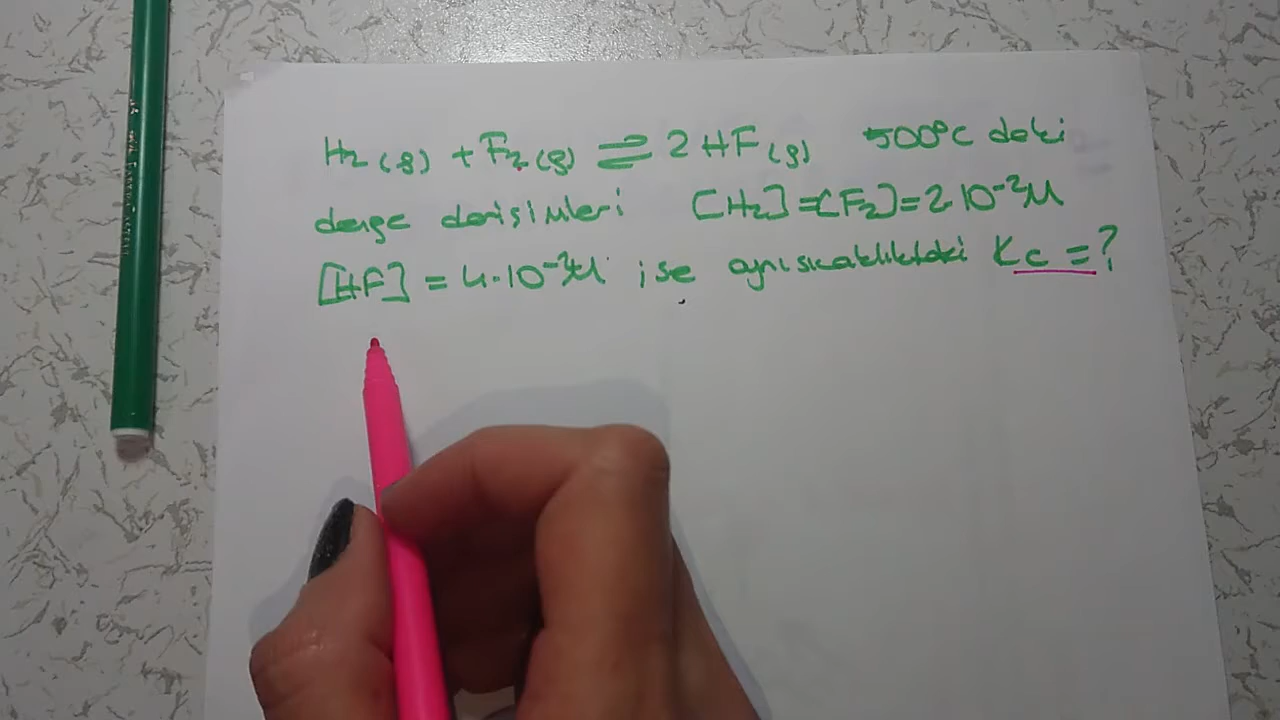 H₂(g) + F₂(g) ⇌ 2HF(g) 500°C deki
denge derişimleri [H₂]=[F₂]=2.10⁻²M
[HF] = 4.10⁻²M ise aynı sıcaklıktaki Kc =?